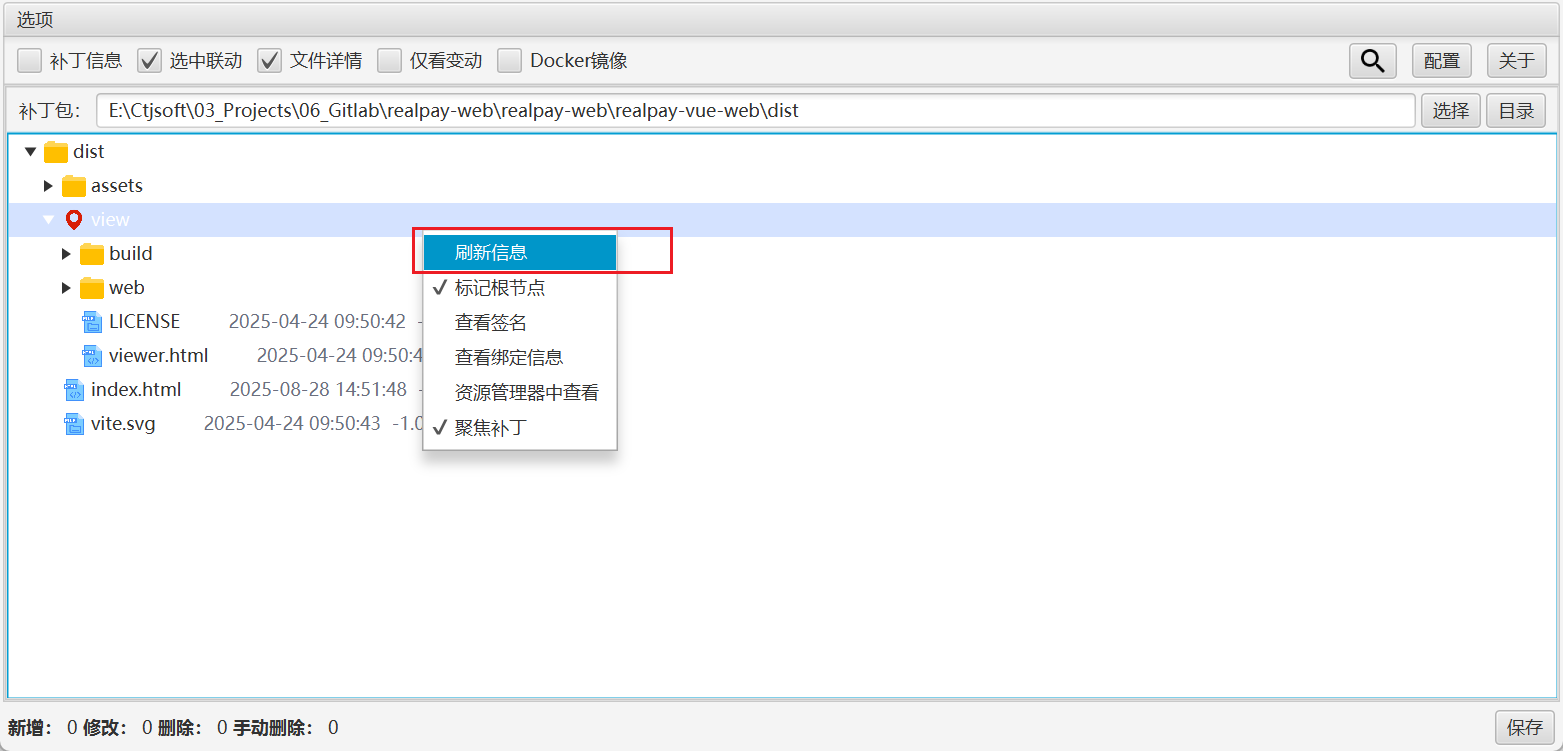 选项
补丁信息 选中联动 文件详情 仅看变动 Docker镜像 配置 关于
补丁包: E:\Ctjsoft\03_Projects\06_Gitlab\realpay-web\realpay-web\realpay-vue-web\dist 选择 目录
dist
assets
view
build
web
LICENSE 2025-04-24 09:50:42 -
viewer.html 2025-04-24 09:50:4
index.html 2025-08-28 14:51:48 -
vite.svg 2025-04-24 09:50:43 -1.0
刷新信息
标记根节点
查看签名
查看绑定信息
资源管理器中查看
聚焦补丁
新增: 0 修改: 0 删除: 0 手动删除: 0 保存